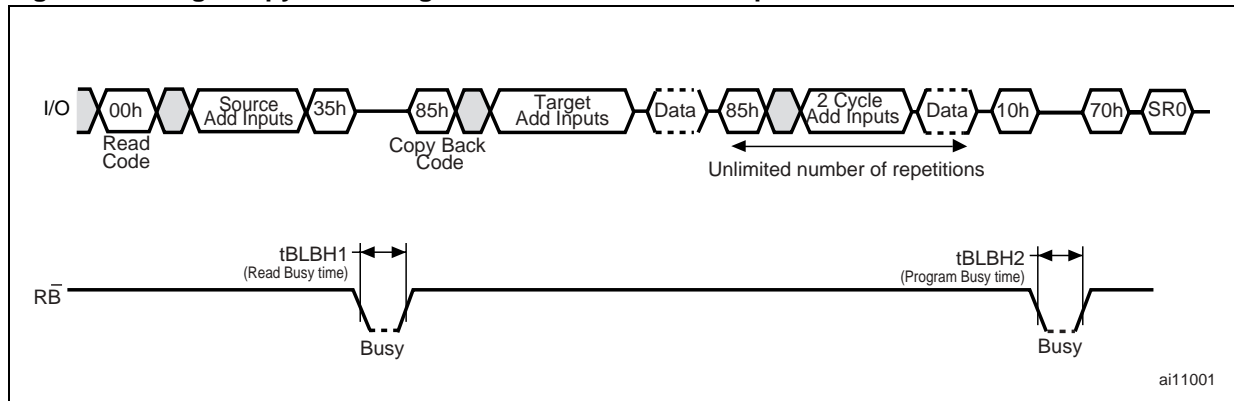 I/O 00h Source Add Inputs 35h 85h Target Add Inputs Data 85h 2 Cycle Add Inputs Data 10h 70h SR0
Read Code
Copy Back Code
Unlimited number of repetitions
tBLBH1
(Read Busy time)
tBLBH2
(Program Busy time)
RB̅
Busy
Busy
ai11001